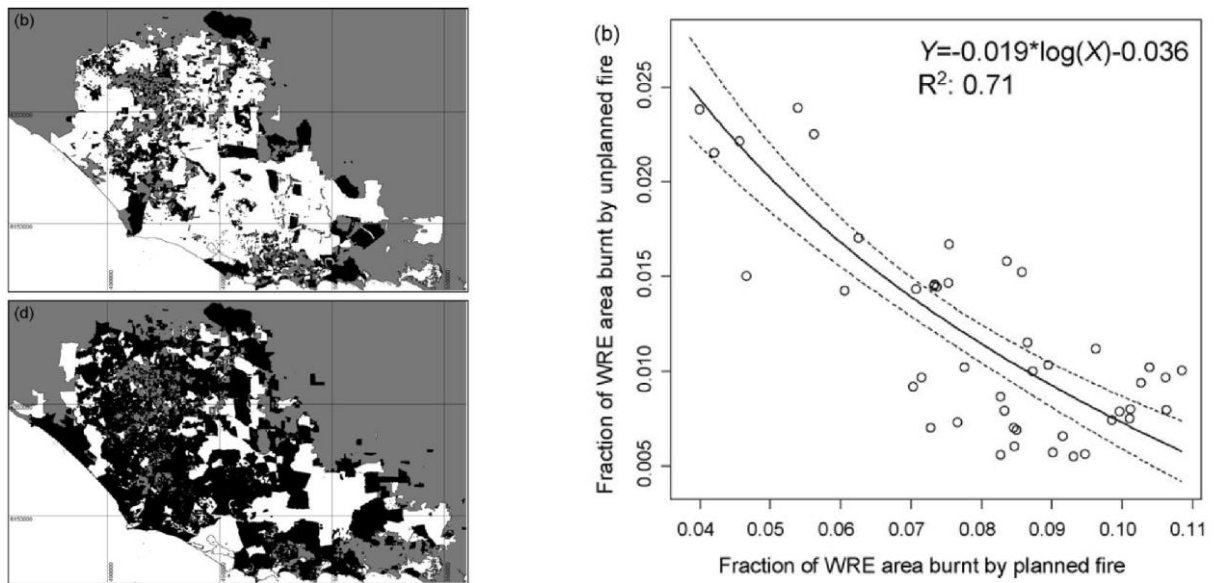 (b)
(d)
(b)
Y=-0.019*log(X)-0.036
R²: 0.71
Fraction of WRE area burnt by unplanned fire
0.025
0.020
0.015
0.010
0.005
0.04 0.05 0.06 0.07 0.08 0.09 0.10 0.11
Fraction of WRE area burnt by planned fire